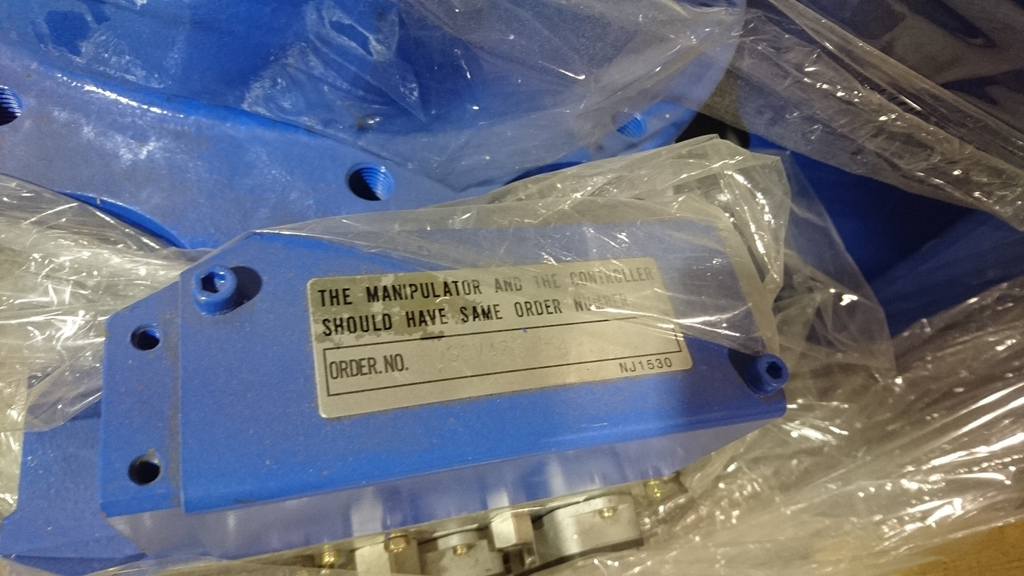 THE MANIPULATOR AND THE CONTROLLER
SHOULD HAVE SAME ORDER NUMBER
ORDER.NO.
NJ1530